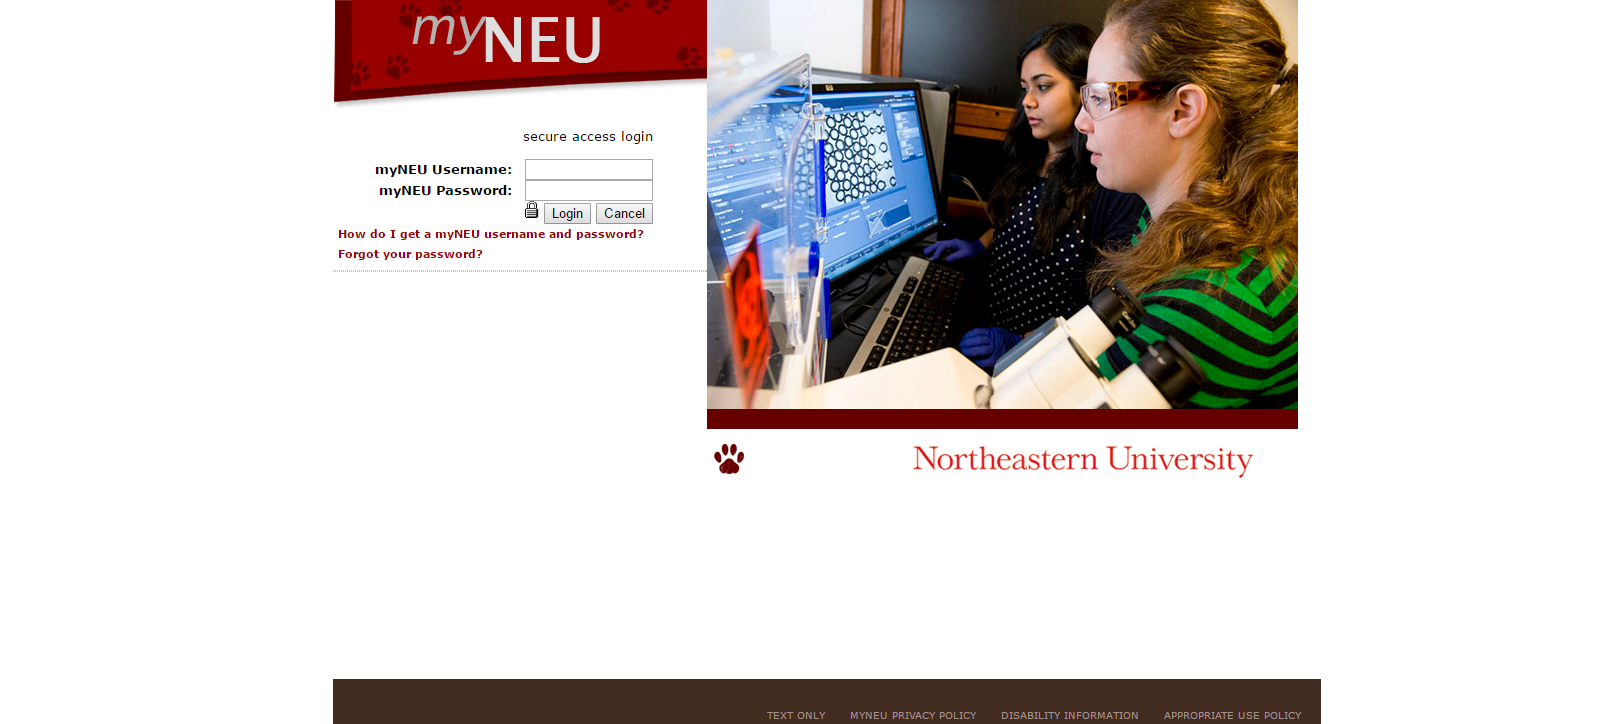 myNEU
secure access login
myNEU Username:
myNEU Password:
Login Cancel
How do I get a myNEU username and password?
Forgot your password?
Northeastern University
TEXT ONLY MYNEU PRIVACY POLICY DISABILITY INFORMATION APPROPRIATE USE POLICY